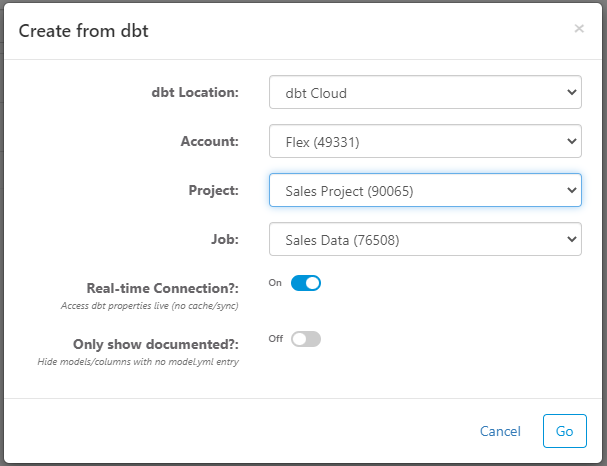 Create from dbt ×
dbt Location: dbt Cloud
Account: Flex (49331)
Project: Sales Project (90065)
Job: Sales Data (76508)
Real-time Connection?: On
Access dbt properties live (no cache/sync)
Only show documented?: Off
Hide models/columns with no model.yml entry
Cancel Go